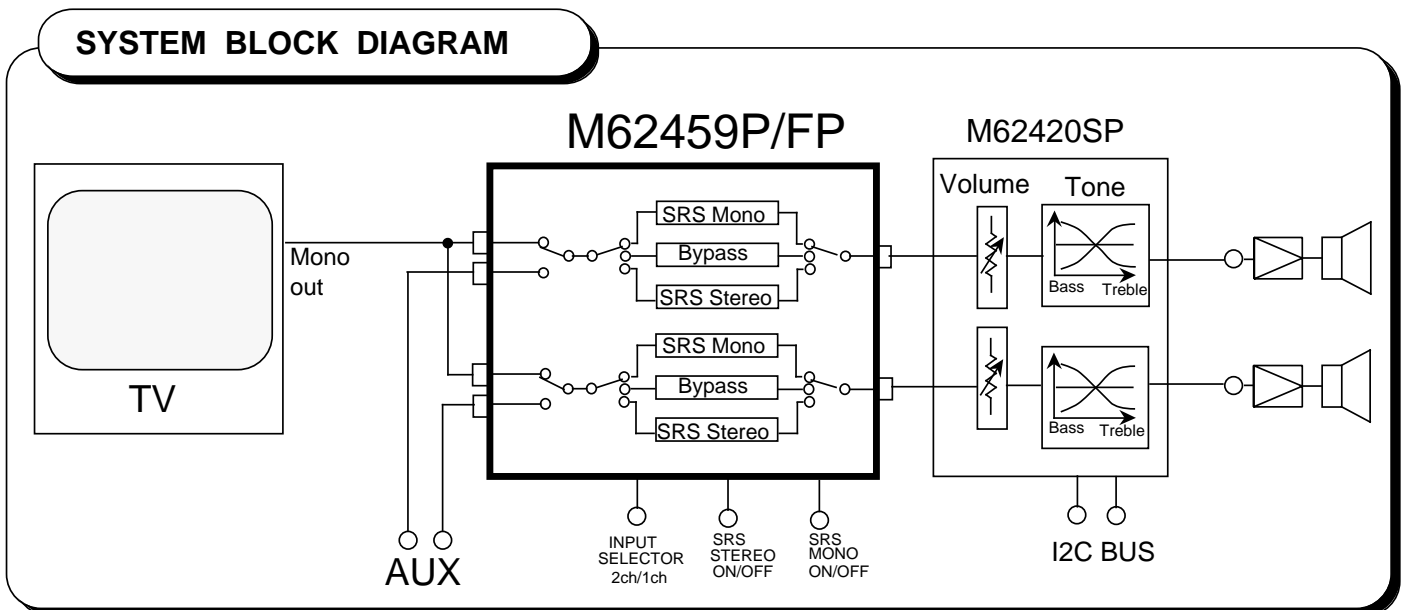 SYSTEM BLOCK DIAGRAM
M62459P/FP
M62420SP
TV
Mono
out
AUX
SRS Mono
Bypass
SRS Stereo
SRS Mono
Bypass
SRS Stereo
INPUT
SELECTOR
2ch/1ch
SRS
STEREO
ON/OFF
SRS
MONO
ON/OFF
Volume
Tone
Bass
Treble
Bass
Treble
I2C BUS